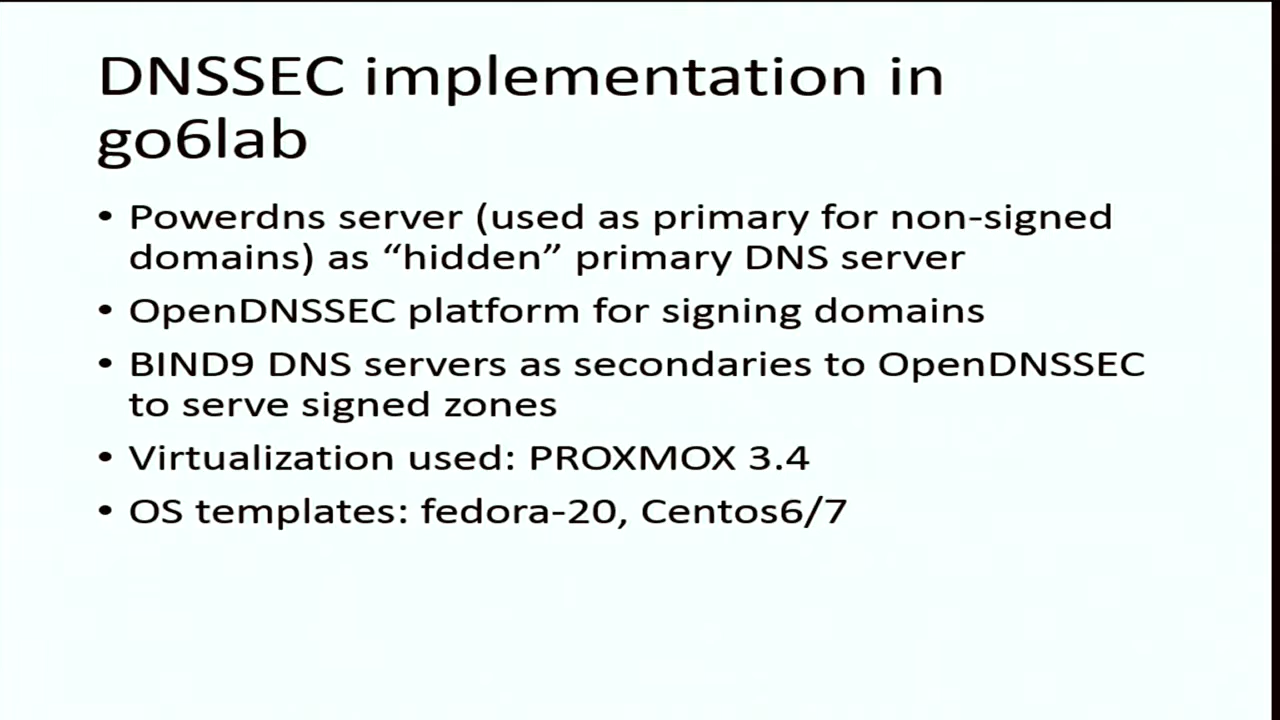 DNSSEC implementation in
go6lab
• Powerdns server (used as primary for non-signed
domains) as “hidden” primary DNS server
• OpenDNSSEC platform for signing domains
• BIND9 DNS servers as secondaries to OpenDNSSEC
to serve signed zones
• Virtualization used: PROXMOX 3.4
• OS templates: fedora-20, Centos6/7